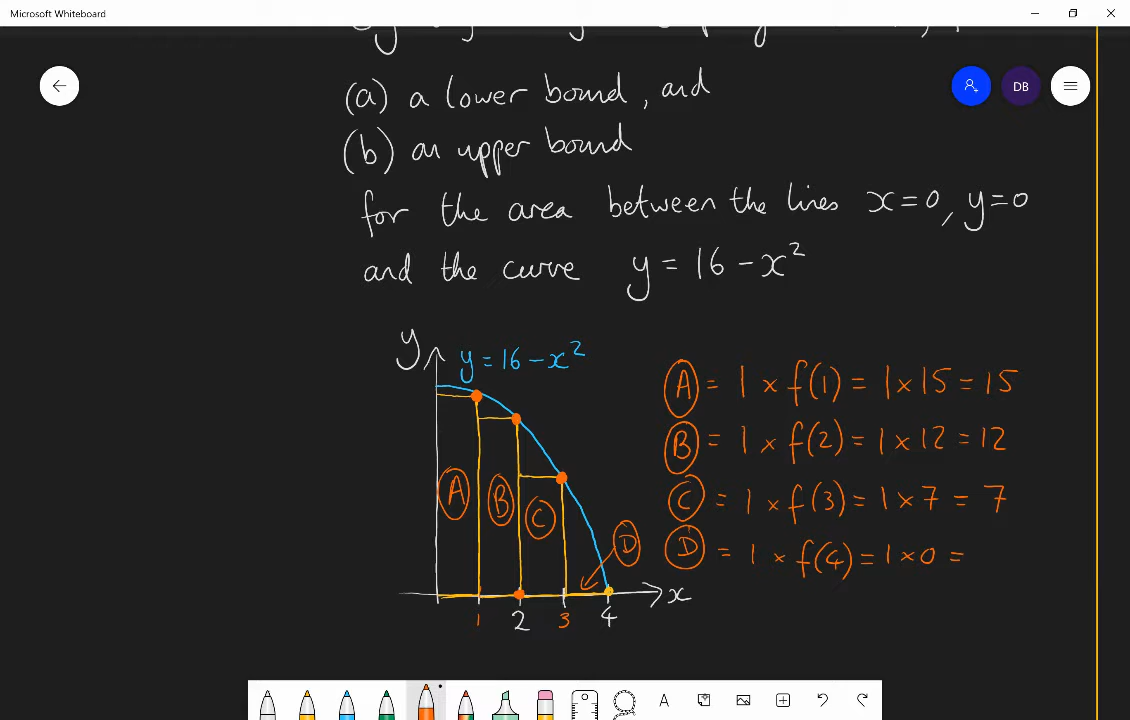 Microsoft Whiteboard
DB
(a) a lower bound, and
(b) an upper bound
for the area between the lines x=0, y=0
and the curve y = 16 - x²
y
y = 16 - x²
A = 1 × f(1) = 1 × 15 = 15
B = 1 × f(2) = 1 × 12 = 12
C = 1 × f(3) = 1 × 7 = 7
D = 1 × f(4) = 1 × 0 =
A B C D
x
1 2 3 4
A